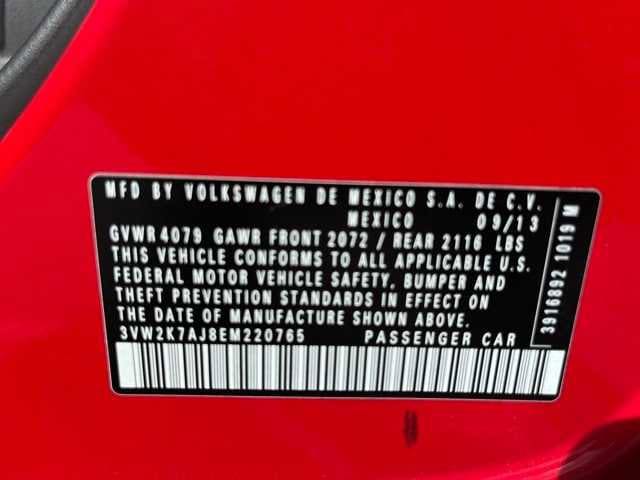 MFD BY VOLKSWAGEN DE MEXICO S.A. DE C.V.
MEXICO 09/13
GVWR 4079 GAWR FRONT 2072 / REAR 2116 LBS
THIS VEHICLE CONFORMS TO ALL APPLICABLE U.S.
FEDERAL MOTOR VEHICLE SAFETY, BUMPER AND
THEFT PREVENTION STANDARDS IN EFFECT ON
THE DATE OF MANUFACTURE SHOWN ABOVE.
3VW2K7AJ8EM220765 PASSENGER CAR
3916892 1019 M